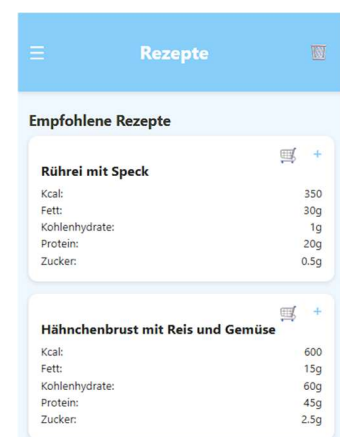 Rezepte
Empfohlene Rezepte
Rührei mit Speck
Kcal: 350
Fett: 30g
Kohlenhydrate: 1g
Protein: 20g
Zucker: 0.5g
Hähnchenbrust mit Reis und Gemüse
Kcal: 600
Fett: 15g
Kohlenhydrate: 60g
Protein: 45g
Zucker: 2.5g